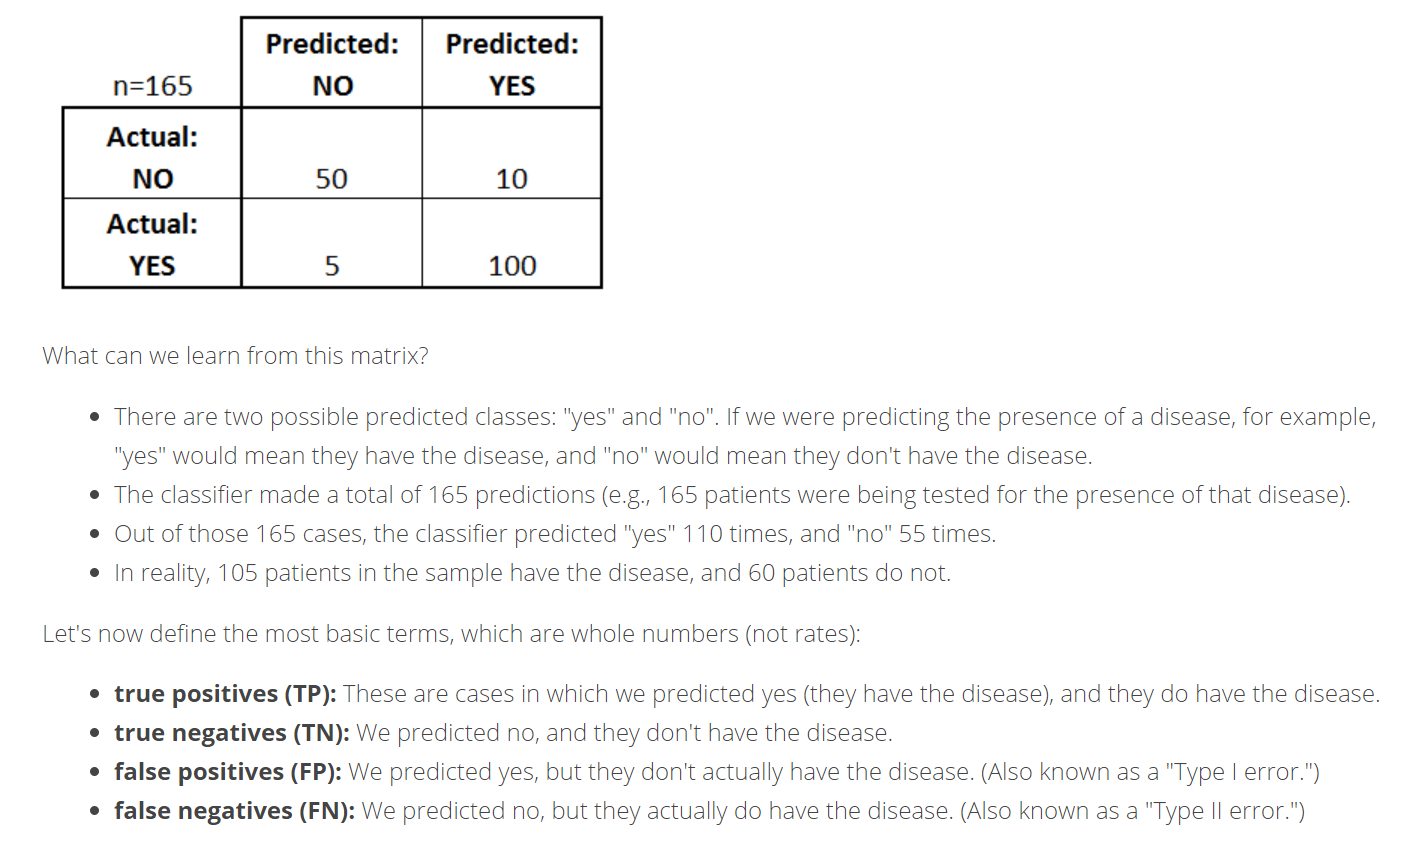 Predicted: Predicted:
n=165 NO YES
Actual:
NO 50 10
Actual:
YES 5 100
What can we learn from this matrix?
• There are two possible predicted classes: "yes" and "no". If we were predicting the presence of a disease, for example,
"yes" would mean they have the disease, and "no" would mean they don't have the disease.
• The classifier made a total of 165 predictions (e.g., 165 patients were being tested for the presence of that disease).
• Out of those 165 cases, the classifier predicted "yes" 110 times, and "no" 55 times.
• In reality, 105 patients in the sample have the disease, and 60 patients do not.
Let's now define the most basic terms, which are whole numbers (not rates):
• true positives (TP): These are cases in which we predicted yes (they have the disease), and they do have the disease.
• true negatives (TN): We predicted no, and they don't have the disease.
• false positives (FP): We predicted yes, but they don't actually have the disease. (Also known as a "Type I error.")
• false negatives (FN): We predicted no, but they actually do have the disease. (Also known as a "Type II error.")